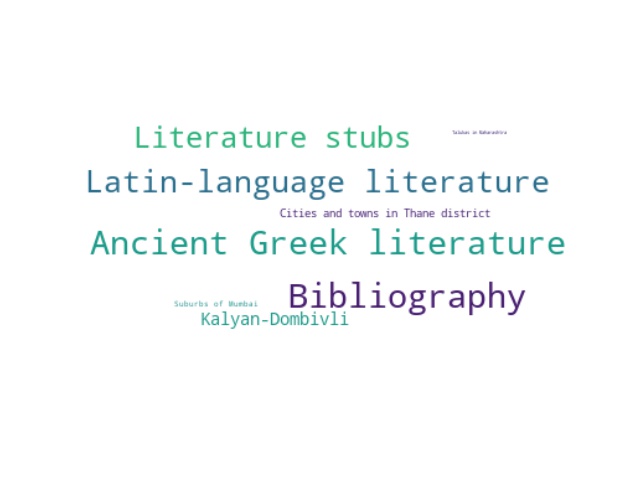 Literature stubs
Talukas in Maharashtra
Latin-language literature
Cities and towns in Thane district
Ancient Greek literature
Bibliography
Suburbs of Mumbai
Kalyan-Dombivli